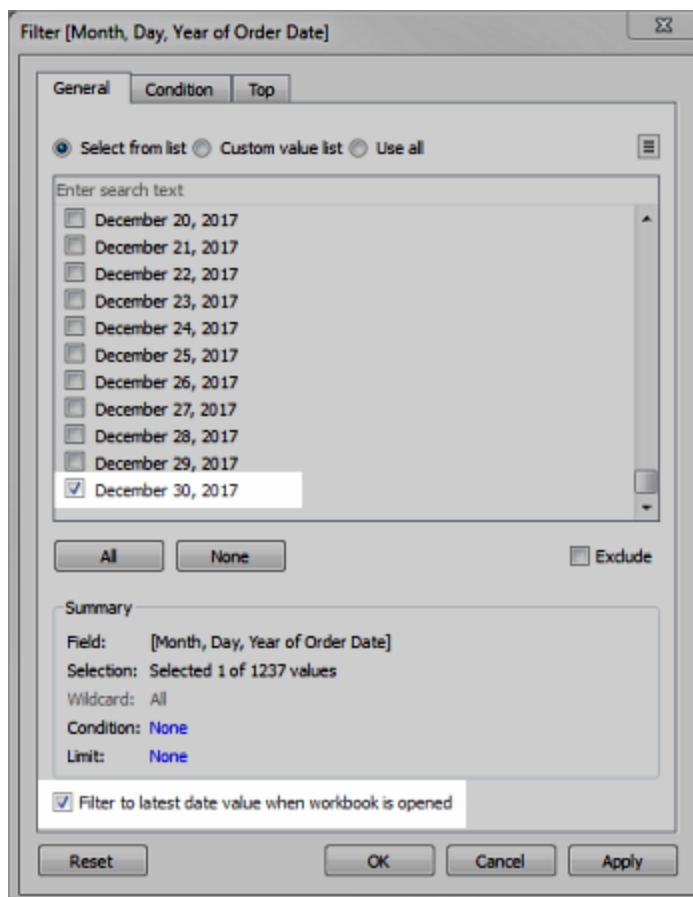 Filter [Month, Day, Year of Order Date]
General Condition Top
Select from list Custom value list Use all
Enter search text
December 20, 2017
December 21, 2017
December 22, 2017
December 23, 2017
December 24, 2017
December 25, 2017
December 26, 2017
December 27, 2017
December 28, 2017
December 29, 2017
December 30, 2017
All None Exclude
Summary
Field: [Month, Day, Year of Order Date]
Selection: Selected 1 of 1237 values
Wildcard: All
Condition: None
Limit: None
Filter to latest date value when workbook is opened
Reset OK Cancel Apply